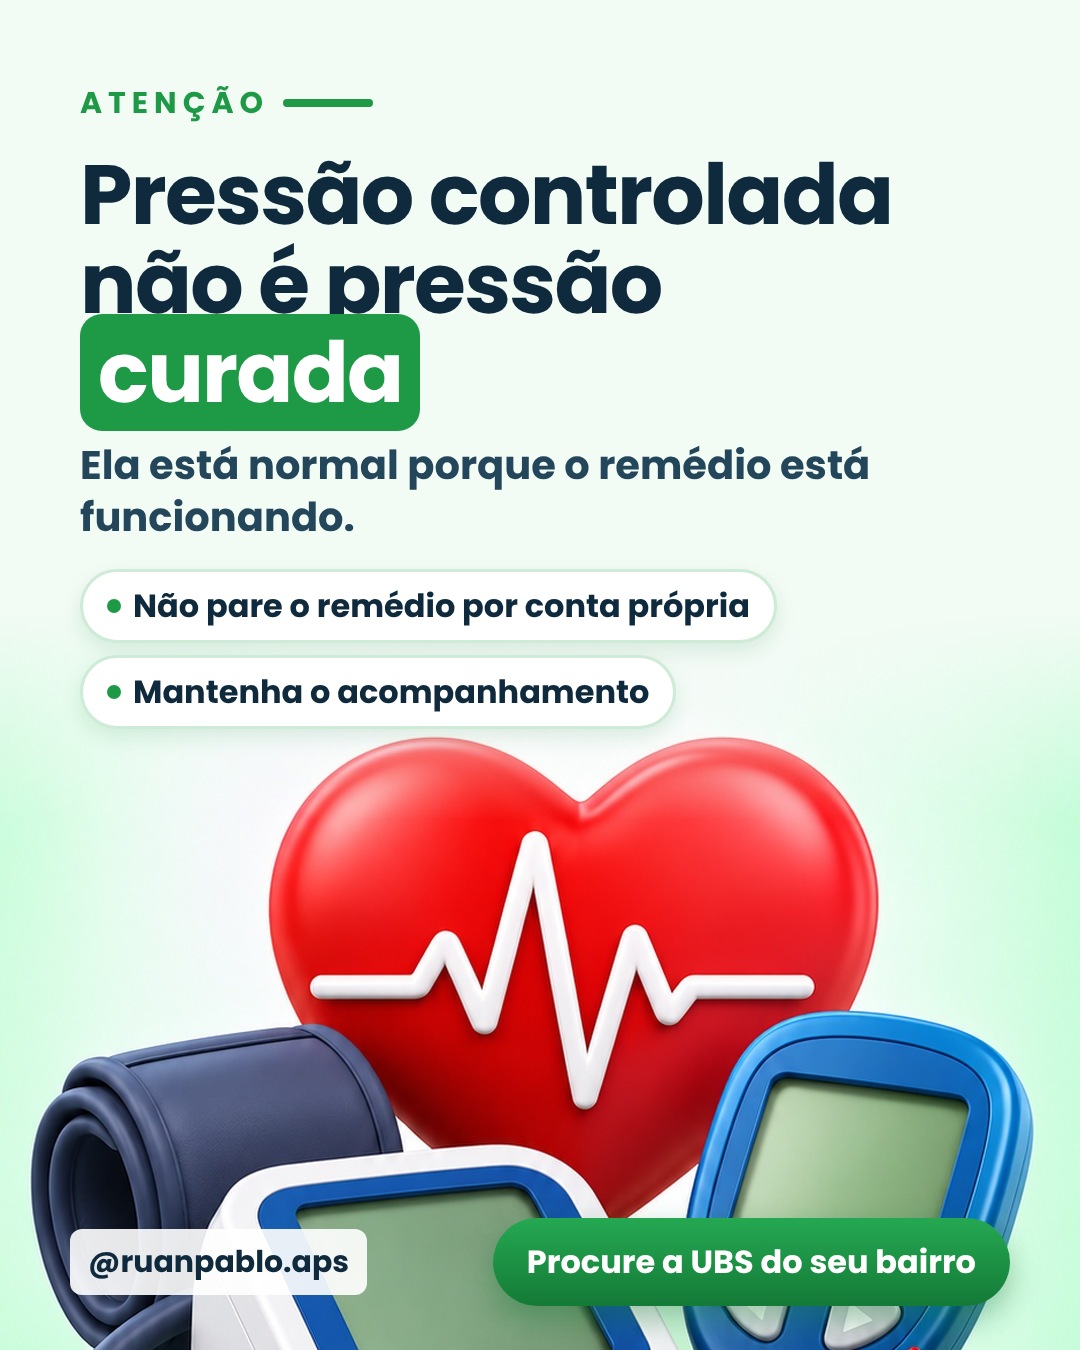 ATENÇÃO
Pressão controlada
não é pressão
curada
Ela está normal porque o remédio está
funcionando.
Não pare o remédio por conta própria
Mantenha o acompanhamento
@ruanpablo.aps
Procure a UBS do seu bairro